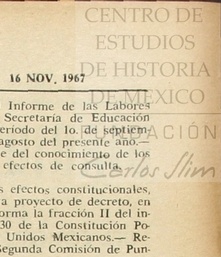 CENTRO DE
ESTUDIOS
DE HISTORIA
DE MEXICO
FUNDACIÓN
Carlos Slim
16 NOV. 1967
Informe de las Labores
Secretaría de Educación
eriodo del 1o. de septiem-
agosto del presente año.—
e del conocimiento de los
efectos de consulta.
s efectos constitucionales,
a proyecto de decreto, en
orma la fracción II del in-
30 de la Constitución Po-
Unidos Mexicanos.— Re-
Segunda Comisión de Pun-